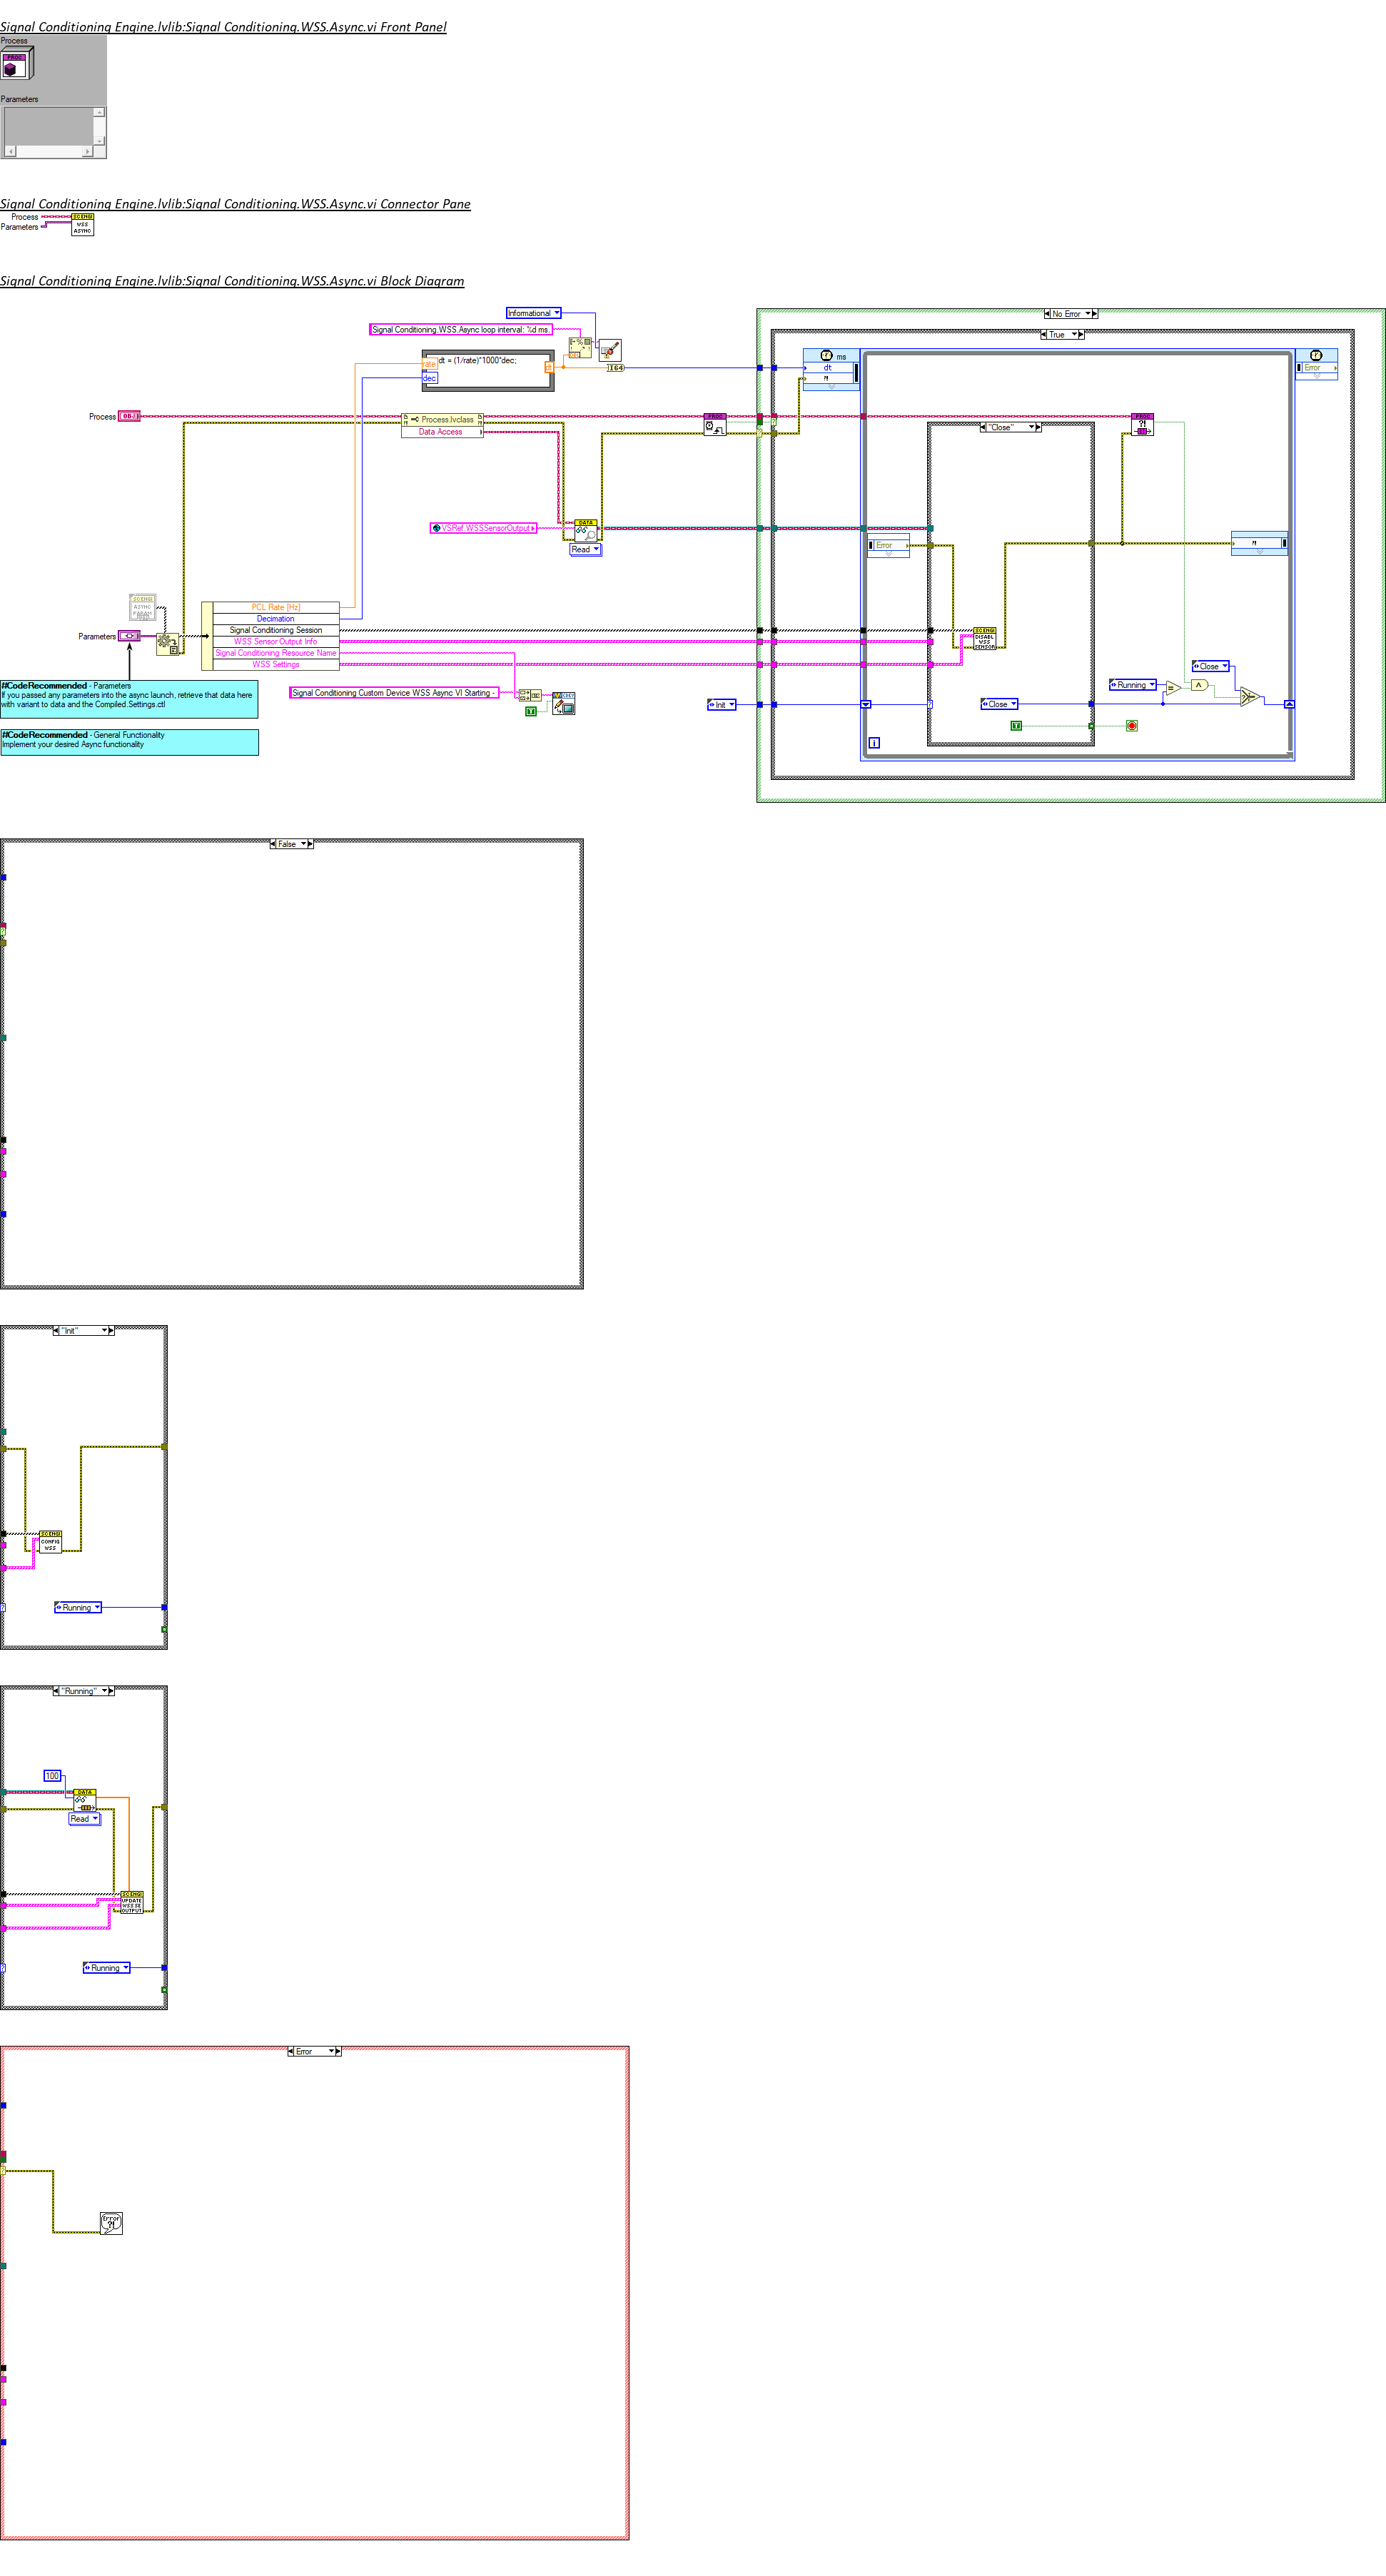 Signal Conditioning Engine.lvlib:Signal Conditioning.WSS.Async.vi Front Panel
Process
PROC
Parameters
Signal Conditioning Engine.lvlib:Signal Conditioning.WSS.Async.vi Connector Pane
Process
Parameters
SCENGI
WSS
ASYNC
Signal Conditioning Engine.lvlib:Signal Conditioning.WSS.Async.vi Block Diagram
Informational
Signal Conditioning.WSS.Async loop interval: %d ms.
dt = (1/rate)*1000*dec;
rate
dec
dt
I64
No Error
True
ms
dt
Error
Process
OBJ
Process.lvclass
Data Access
PROC
PROC
?!
"Close"
VSRef.WSSSensorOutput
DATA
Read
Error
SCENGI
ASYNC
PARAM
Parameters
PCL Rate [Hz]
Decimation
Signal Conditioning Session
WSS Sensor Output Info
Signal Conditioning Resource Name
WSS Settings
SCENGI
DISABL
WSS
SENSOR
#CodeRecommended - Parameters
If you passed any parameters into the async launch, retrieve that data here
with variant to data and the Compiled.Settings.ctl
Signal Conditioning Custom Device WSS Async VI Starting -
T
Init
Close
Running
Close
T
i
#CodeRecommended - General Functionality
Implement your desired Async functionality
False
"Init"
SCENGI
CONFIG
WSS
Running
"Running"
100
DATA
Read
SCENGI
UPDATE
WSS SE
OUTPUT
Running
Error
Error
?!